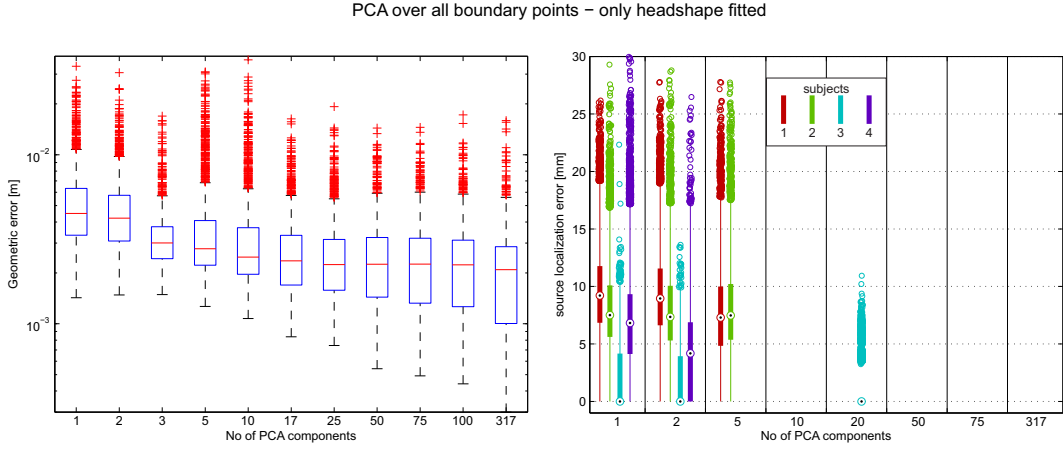 PCA over all boundary points − only headshape fitted
Geometric error [m]
10⁻²
10⁻³
1 2 3 5 10 17 25 50 75 100 317
No of PCA components
source localization error [mm]
30
25
20
15
10
5
0
subjects
1 2 3 4
1 2 5 10 20 50 75 317
No of PCA components